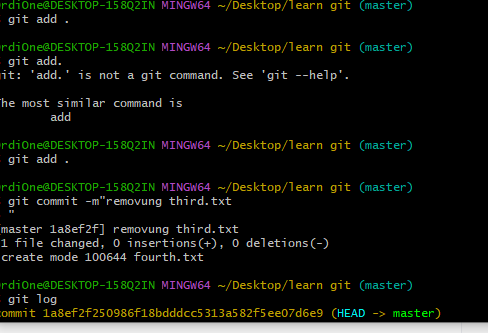 rdiOne@DESKTOP-158Q2IN MINGW64 ~/Desktop/learn git (master)
git add .
rdiOne@DESKTOP-158Q2IN MINGW64 ~/Desktop/learn git (master)
git add.
git: 'add.' is not a git command. See 'git --help'.
The most similar command is
add
rdiOne@DESKTOP-158Q2IN MINGW64 ~/Desktop/learn git (master)
git add .
rdiOne@DESKTOP-158Q2IN MINGW64 ~/Desktop/learn git (master)
git commit -m"removung third.txt
"
[master 1a8ef2f] removung third.txt
1 file changed, 0 insertions(+), 0 deletions(-)
create mode 100644 fourth.txt
rdiOne@DESKTOP-158Q2IN MINGW64 ~/Desktop/learn git (master)
git log
commit 1a8ef2f250986f18bdddcc5313a582f5ee07d6e9 (HEAD -> master)